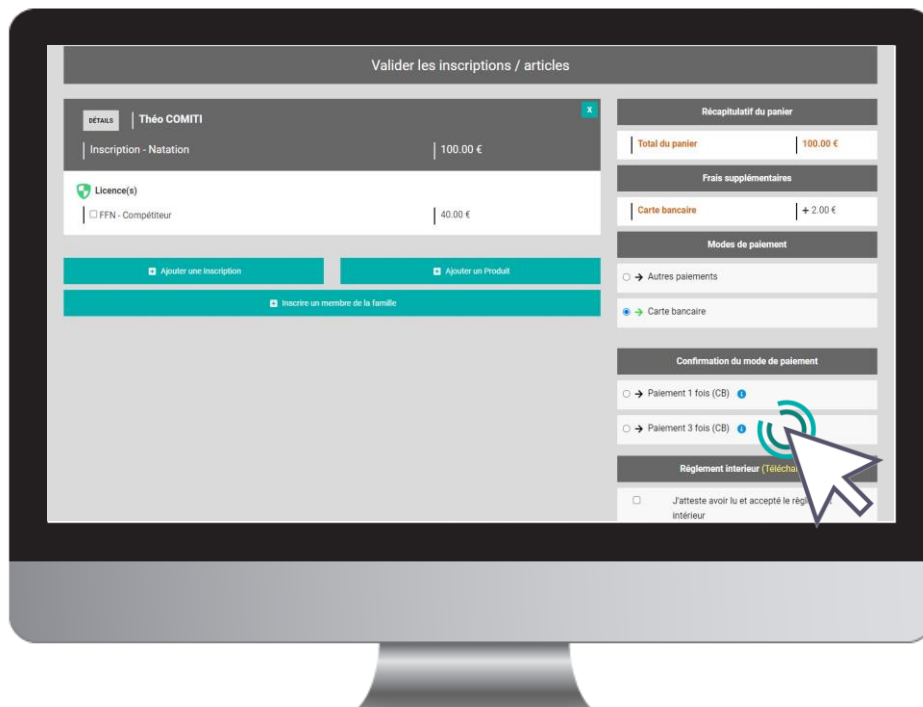 Valider les inscriptions / articles
DÉTAILS
Théo COMITI
X
Inscription - Natation
100.00 €
Licence(s)
FFN - Compétiteur
40.00 €
Ajouter une Inscription
Ajouter un Produit
Inscrire un membre de la famille
Récapitulatif du panier
Total du panier
100.00 €
Frais supplémentaires
Carte bancaire
+ 2.00 €
Modes de paiement
→ Autres paiements
→ Carte bancaire
Confirmation du mode de paiement
→ Paiement 1 fois (CB)
→ Paiement 3 fois (CB)
Réglement interieur
J'atteste avoir lu et accepté le
intérieur